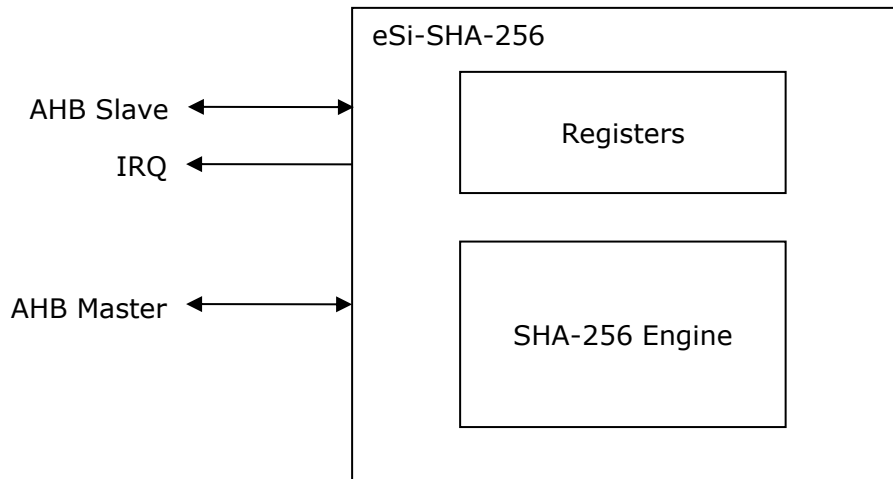 eSi-SHA-256
AHB Slave
Registers
IRQ
AHB Master
SHA-256 Engine